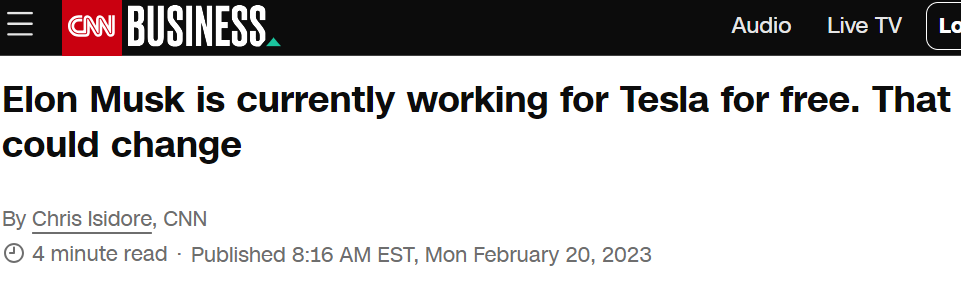 CNN BUSINESS Audio Live TV Lo
Elon Musk is currently working for Tesla for free. That
could change
By Chris Isidore, CNN
4 minute read · Published 8:16 AM EST, Mon February 20, 2023